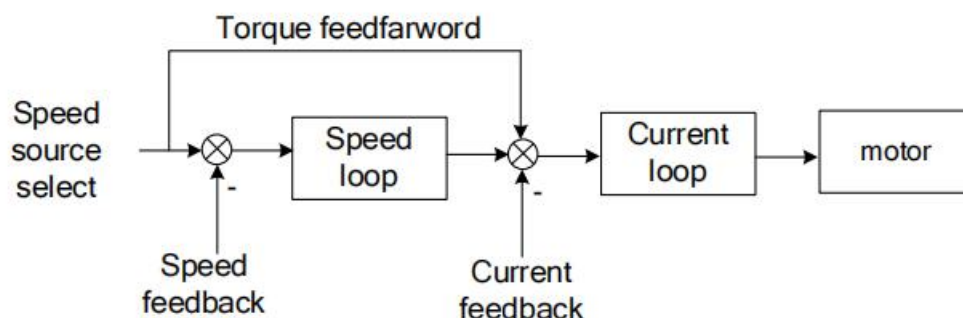 Torque feedfarword
Speed
source
select
Speed
loop
Current
loop
motor
-
-
Speed
feedback
Current
feedback